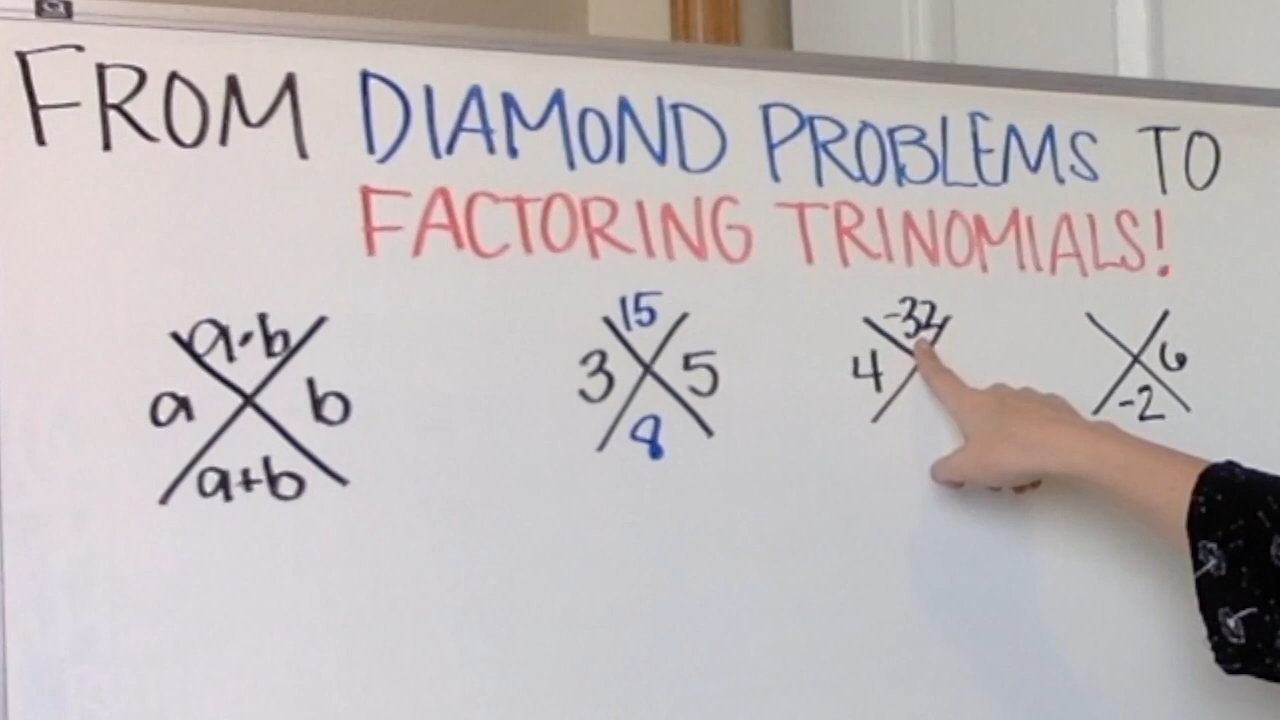 FROM DIAMOND PROBLEMS TO
FACTORING TRINOMIALS!
a·b
a b
a+b
15
3 5
8
-32
4
6
-2